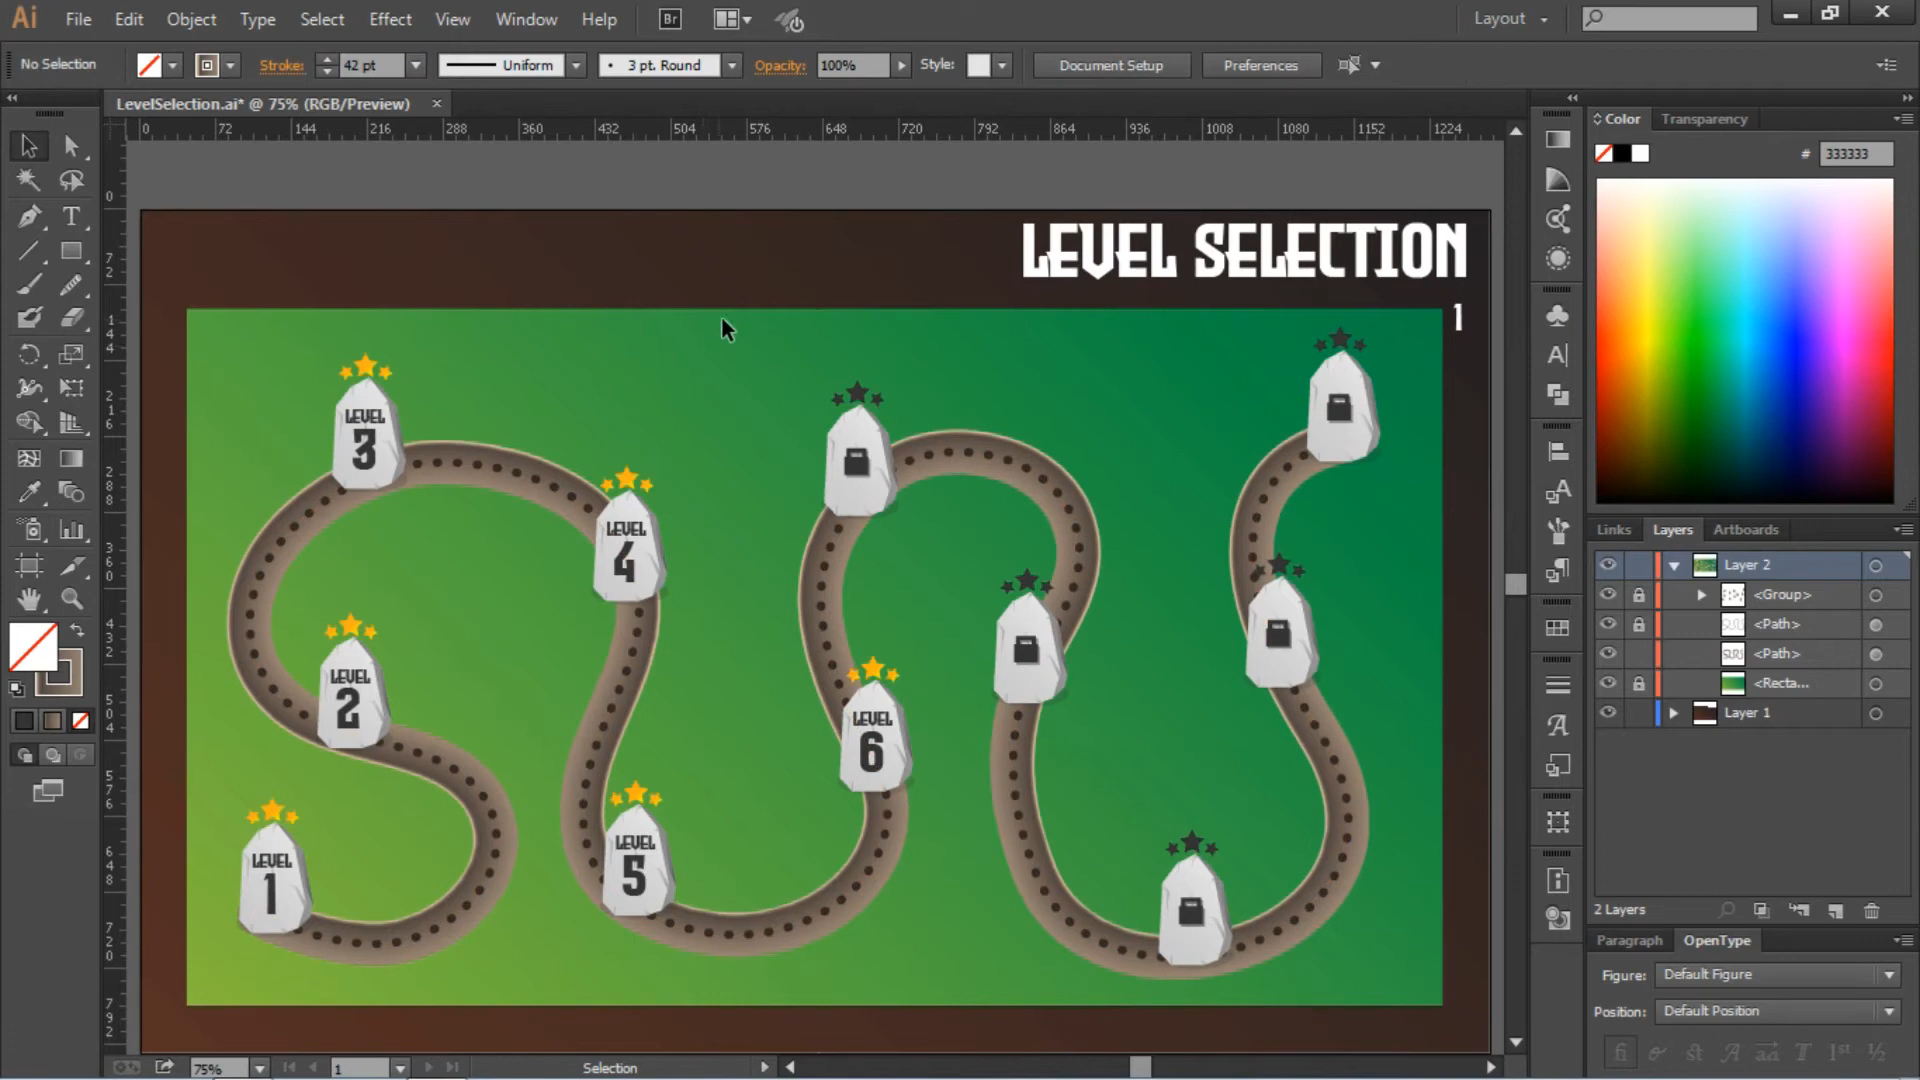 Ai File Edit Object Type Select Effect View Window Help Br Layout
No Selection Stroke: 42 pt Uniform 3 pt. Round Opacity: 100% Style: Document Setup Preferences
LevelSelection.ai* @ 75% (RGB/Preview)
0 72 144 216 288 360 432 504 576 648 720 792 864 936 1008 1080 1152 1224
Color Transparency
# 333333
LEVEL SELECTION
1
LEVEL
3
LEVEL
4
LEVEL
2
LEVEL
6
LEVEL
5
LEVEL
1
Links Layers Artboards
Layer 2
<Group>
<Path>
<Path>
<Recta...
Layer 1
2 Layers
Paragraph OpenType
Figure: Default Figure
Position: Default Position
75% 1 Selection